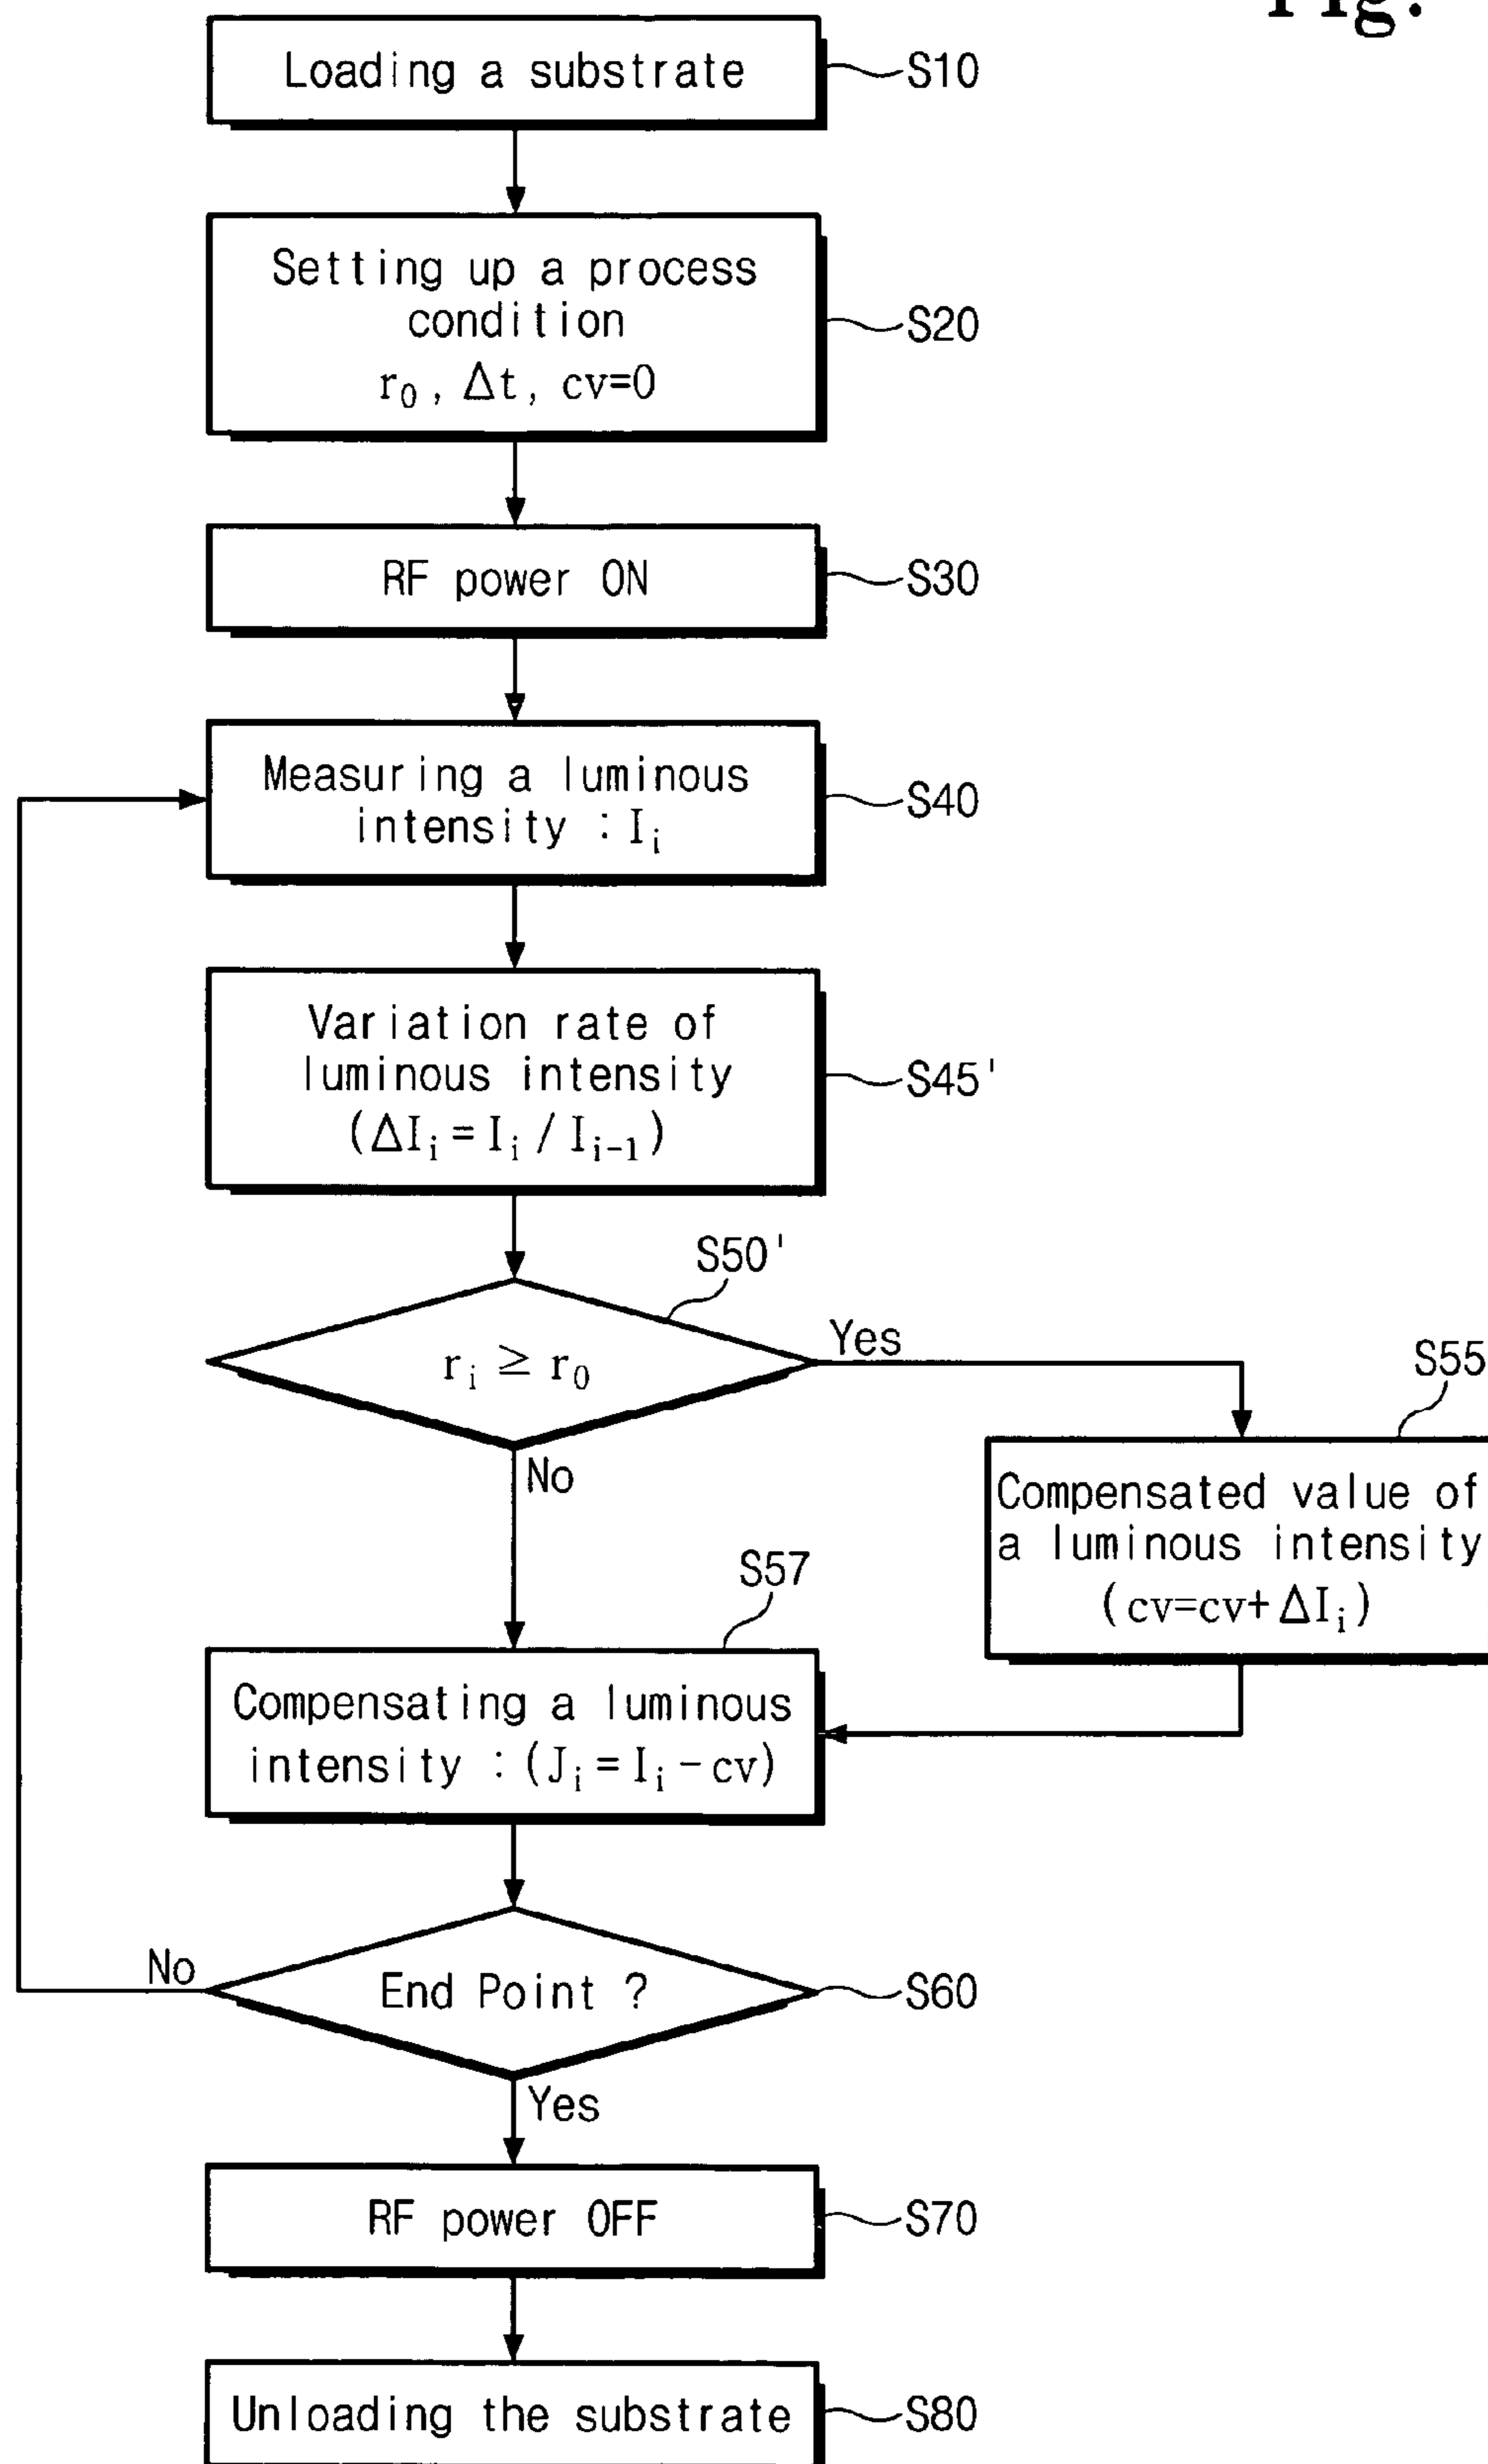 Fig.
Loading a substrate
S10
Setting up a process
condition
r₀, Δt, cv=0
S20
RF power ON
S30
Measuring a luminous
intensity : Iᵢ
S40
Variation rate of
luminous intensity
(ΔIᵢ = Iᵢ / Iᵢ₋₁)
S45'
S50'
rᵢ ≥ r₀
Yes
No
S55
Compensated value of
a luminous intensity
(cv=cv+ΔIᵢ)
S57
Compensating a luminous
intensity : (Jᵢ = Iᵢ - cv)
End Point ?
S60
No
Yes
RF power OFF
S70
Unloading the substrate
S80